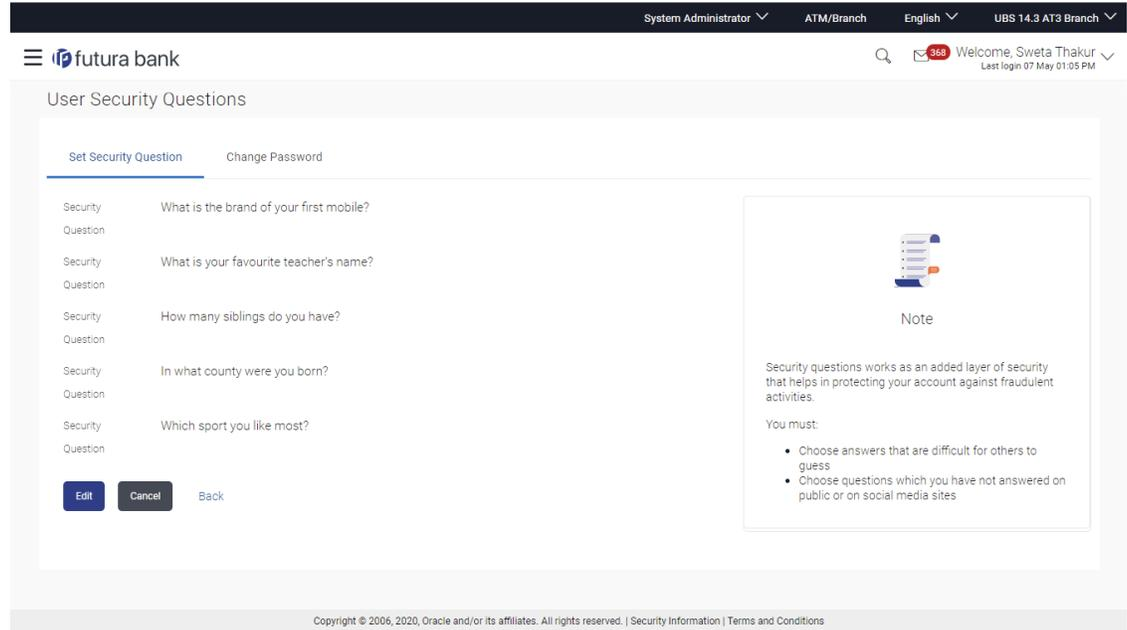 System Administrator ATM/Branch English UBS 14.3 AT3 Branch
futura bank 368 Welcome, Sweta Thakur
Last login 07 May 01:05 PM
User Security Questions
Set Security Question Change Password
Security Question What is the brand of your first mobile?
Security Question What is your favourite teacher's name?
Security Question How many siblings do you have?
Security Question In what county were you born?
Security Question Which sport you like most?
Edit Cancel Back
Note
Security questions works as an added layer of security
that helps in protecting your account against fraudulent
activities.
You must:
Choose answers that are difficult for others to
guess
Choose questions which you have not answered on
public or on social media sites
Copyright © 2006, 2020, Oracle and/or its affiliates. All rights reserved. | Security Information | Terms and Conditions